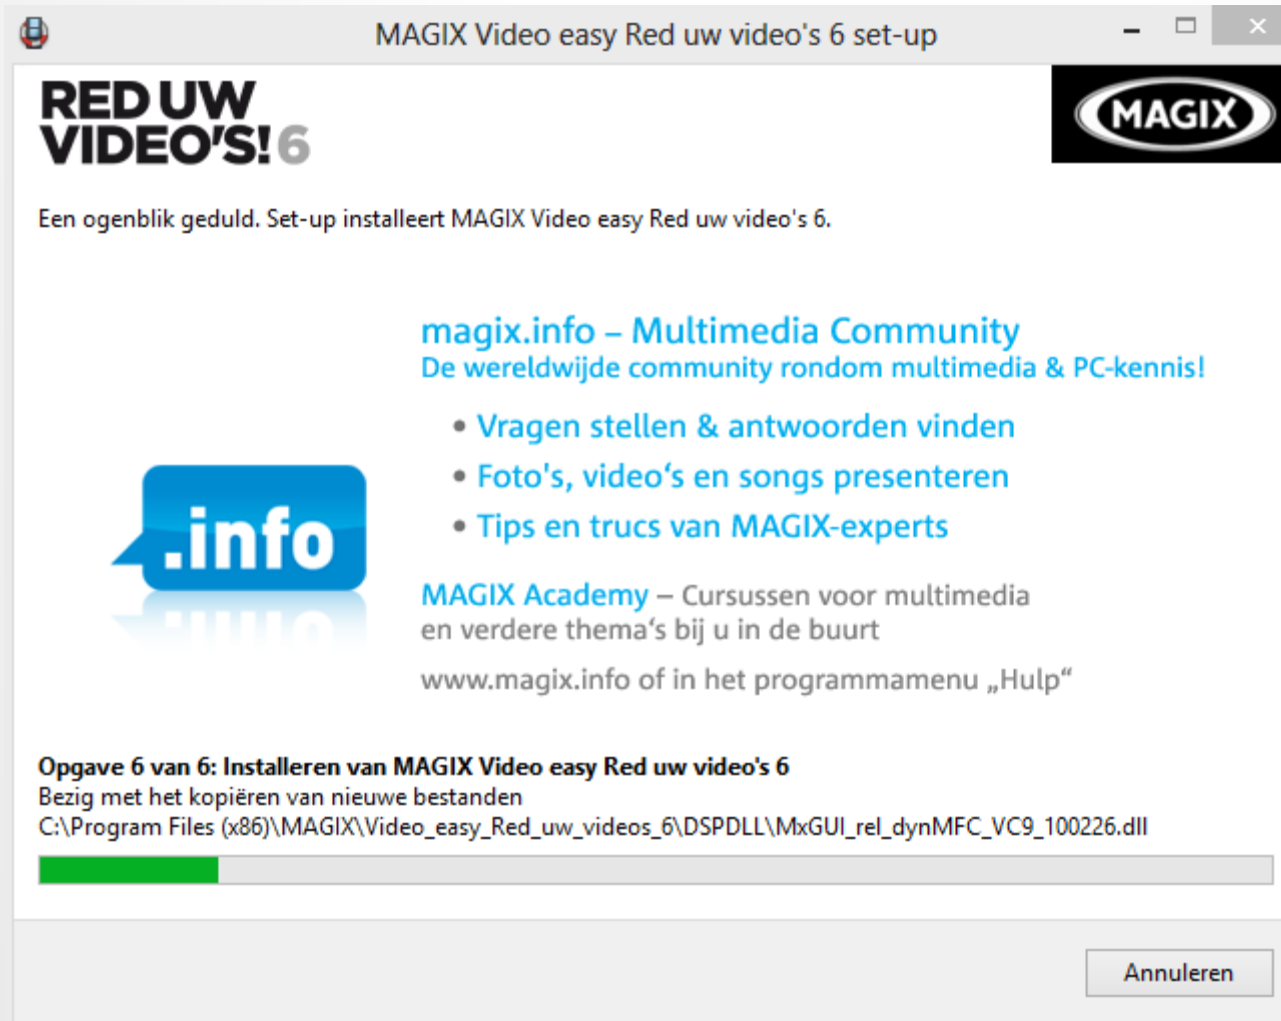 MAGIX Video easy Red uw video's 6 set-up
RED UW
VIDEO'S! 6
MAGIX
Een ogenblik geduld. Set-up installeert MAGIX Video easy Red uw video's 6.
magix.info – Multimedia Community
De wereldwijde community rondom multimedia & PC-kennis!
• Vragen stellen & antwoorden vinden
• Foto's, video‘s en songs presenteren
• Tips en trucs van MAGIX-experts
.info
MAGIX Academy – Cursussen voor multimedia
en verdere thema‘s bij u in de buurt
www.magix.info of in het programmamenu „Hulp“
Opgave 6 van 6: Installeren van MAGIX Video easy Red uw video's 6
Bezig met het kopiëren van nieuwe bestanden
C:\Program Files (x86)\MAGIX\Video_easy_Red_uw_videos_6\DSPDLL\MxGUI_rel_dynMFC_VC9_100226.dll
Annuleren